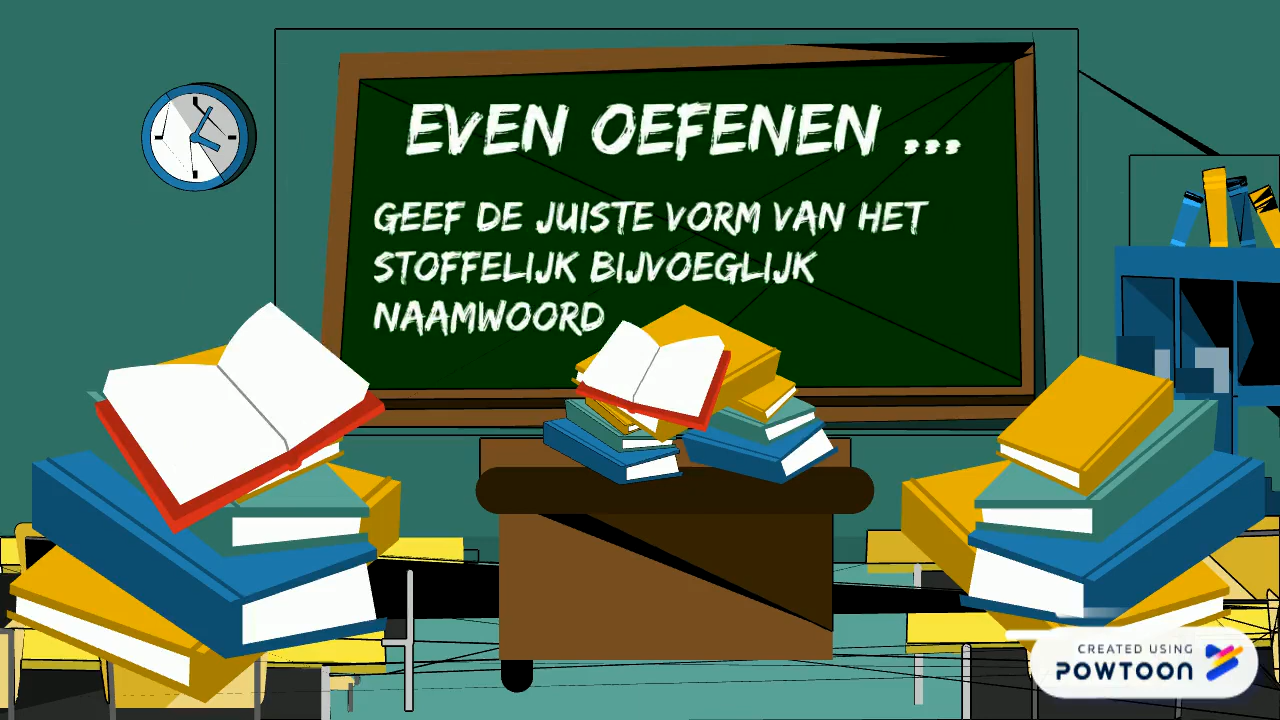 EVEN OEFENEN ...
GEEF DE JUISTE VORM VAN HET
STOFFELIJK BIJVOEGLIJK
NAAMWOORD
CREATED USING
POWTOON